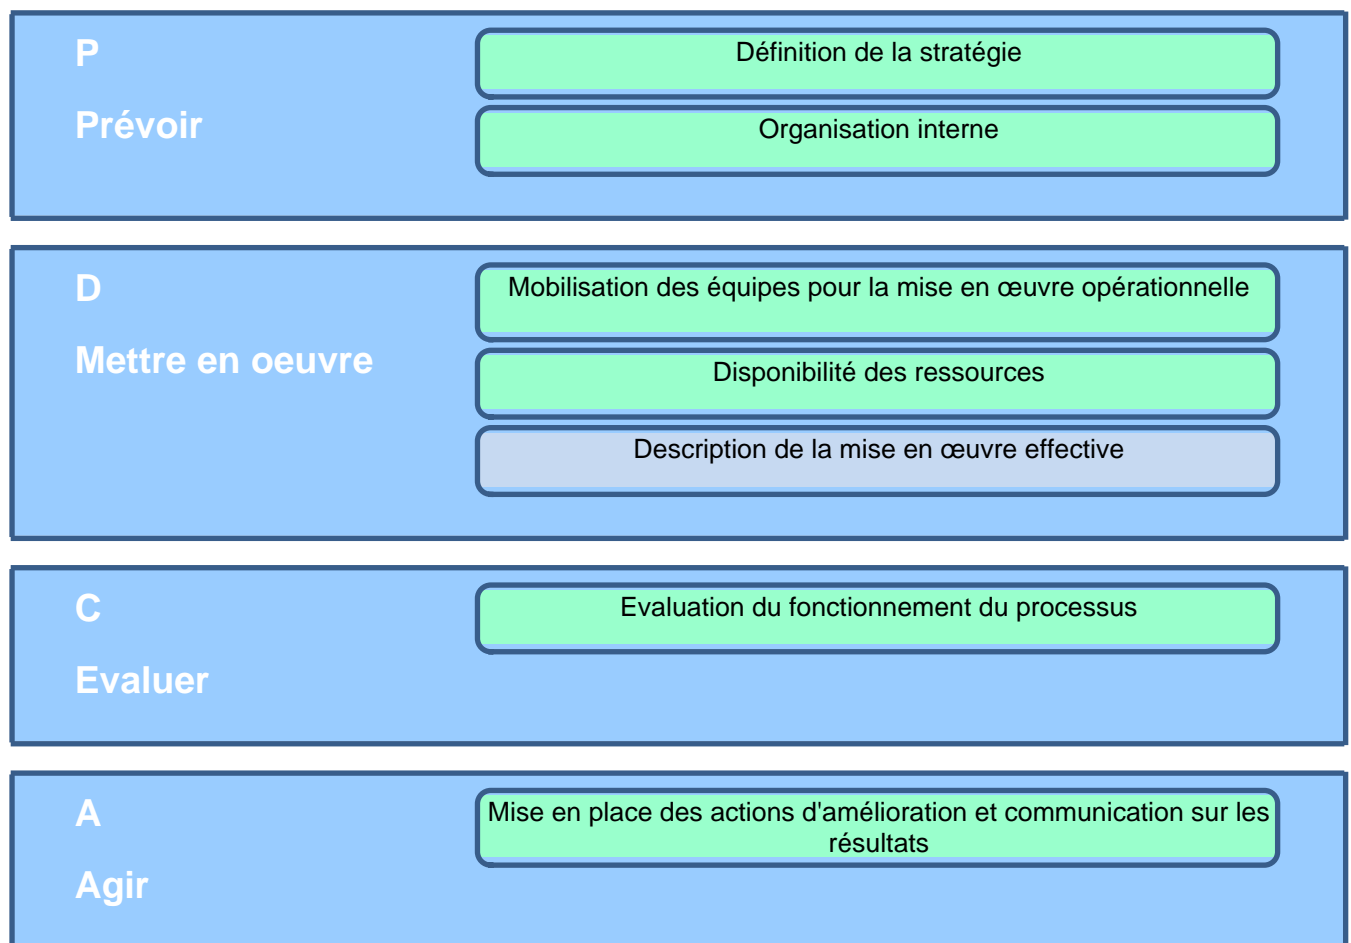 P
Prévoir
Définition de la stratégie
Organisation interne
D
Mettre en oeuvre
Mobilisation des équipes pour la mise en œuvre opérationnelle
Disponibilité des ressources
Description de la mise en œuvre effective
C
Evaluer
Evaluation du fonctionnement du processus
A
Agir
Mise en place des actions d'amélioration et communication sur les
résultats